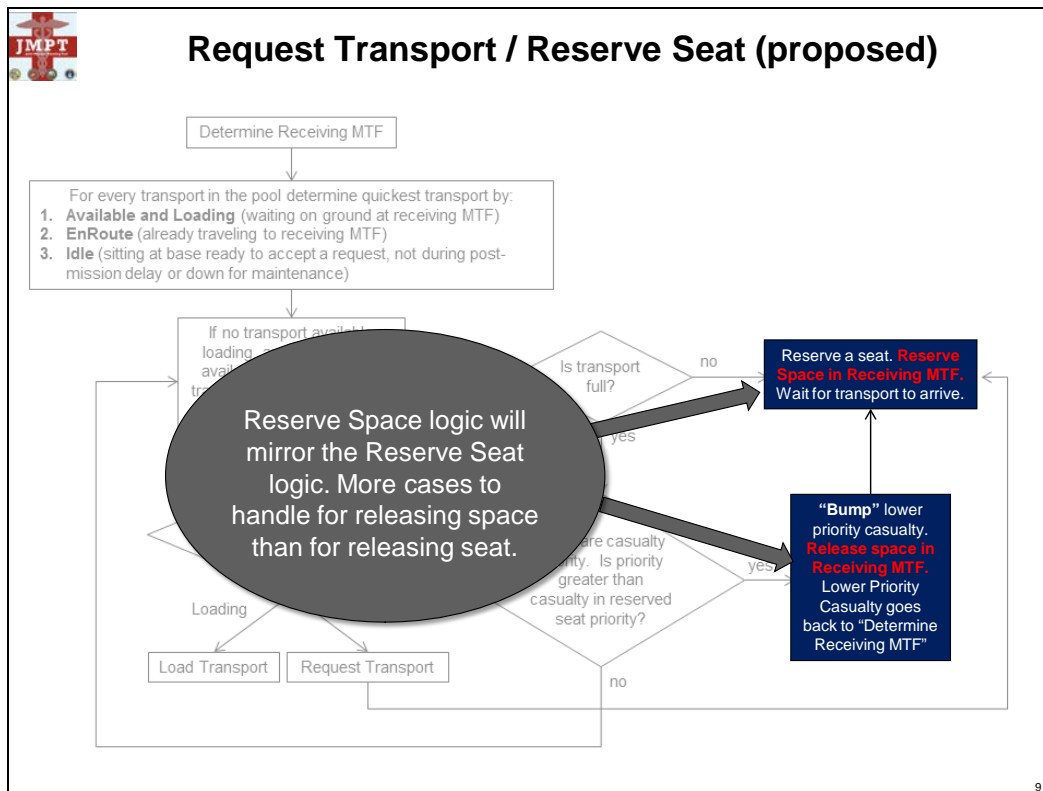 JMPT
Request Transport / Reserve Seat (proposed)
Determine Receiving MTF
For every transport in the pool determine quickest transport by:
1. Available and Loading (waiting on ground at receiving MTF)
2. EnRoute (already traveling to receiving MTF)
3. Idle (sitting at base ready to accept a request, not during post-
mission delay or down for maintenance)
If no transport
loading,
Is transport
full?
no
yes
Reserve a seat. Reserve
Space in Receiving MTF.
Wait for transport to arrive.
Reserve Space logic will
mirror the Reserve Seat
logic. More cases to
handle for releasing space
than for releasing seat.
casualty
Is priority
greater than
casualty in reserved
seat priority?
yes
no
“Bump” lower
priority casualty.
Release space in
Receiving MTF.
Lower Priority
Casualty goes
back to “Determine
Receiving MTF”
Loading
Load Transport
Request Transport
9